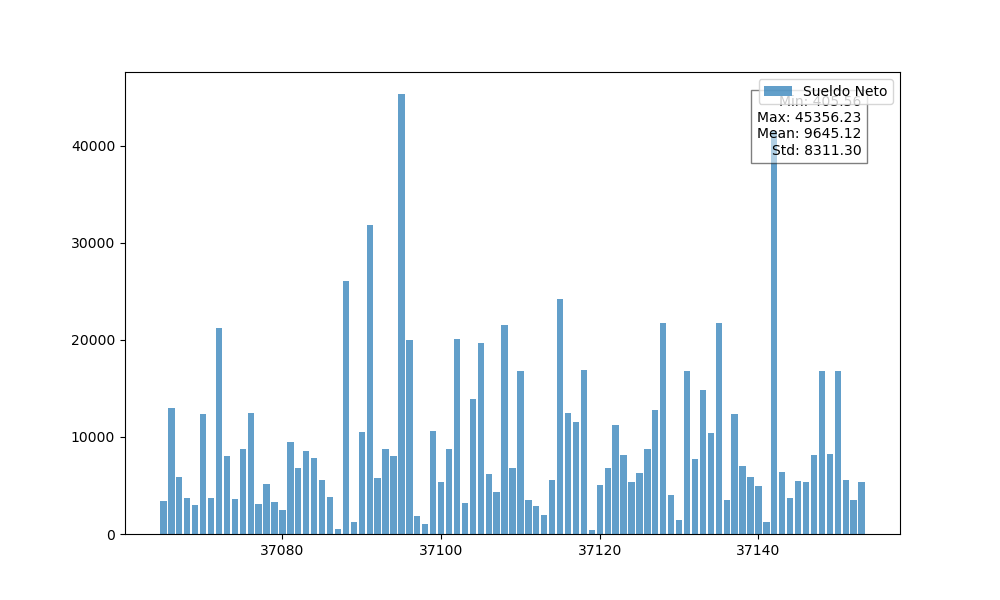 Sueldo Neto
Min: 405.56
Max: 45356.23
Mean: 9645.12
Std: 8311.30
40000
30000
20000
10000
0
37080
37100
37120
37140